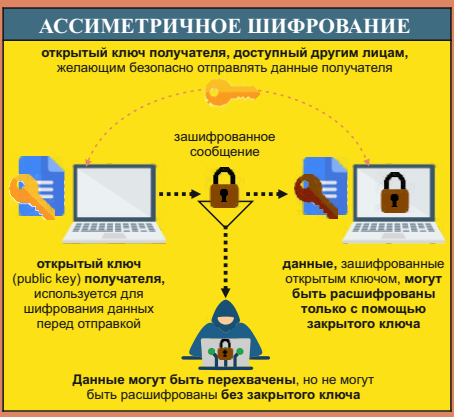 АССИМЕТРИЧНОЕ ШИФРОВАНИЕ
открытый ключ получателя, доступный другим лицам,
желающим безопасно отправлять данные получателя
зашифрованное
сообщение
открытый ключ
(public key) получателя,
используется для
шифрования данных
перед отправкой
данные, зашифрованные
открытым ключом, могут
быть расшифрованы
только с помощью
закрытого ключа
Данные могут быть перехвачены, но не могут
быть расшифрованы без закрытого ключа